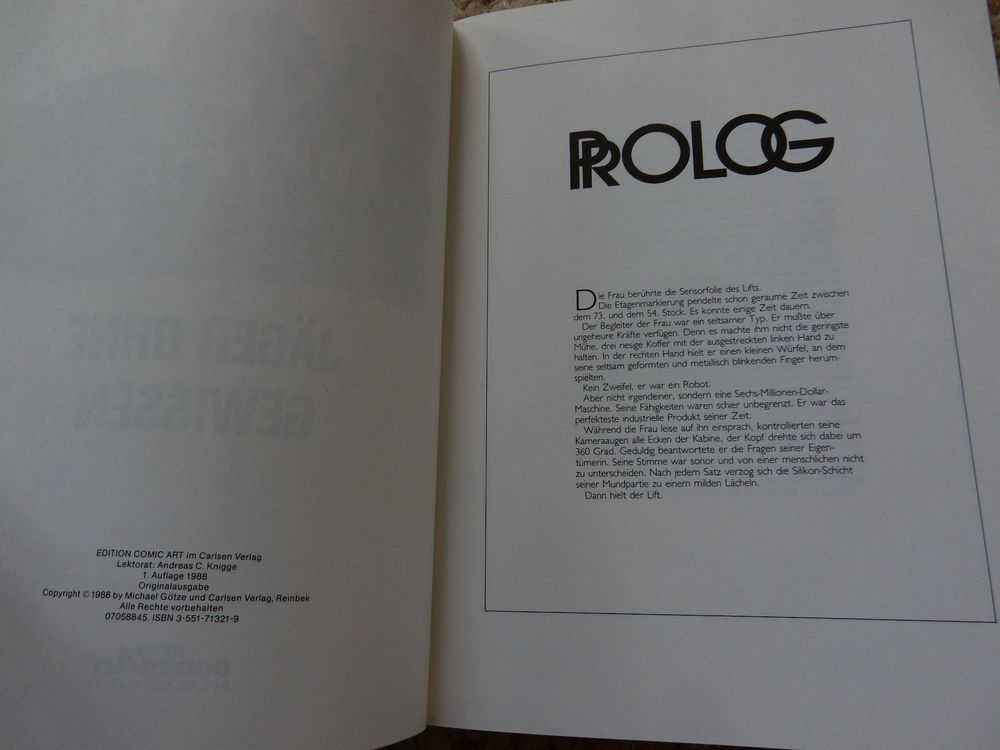 EDITION COMIC ART im Carlsen Verlag
Lektorat: Andreas C. Knigge
1. Auflage 1988
Originalausgabe
Copyright © 1988 by Michael Götze und Carlsen Verlag, Reinbek
Alle Rechte vorbehalten
07058845. ISBN 3-551-71321-9
PROLOG
Die Frau berührte die Sensorfolie des Lifts.
Die Etagenmarkierung pendelte schon geraume Zeit zwischen
dem 73. und dem 54. Stock. Es konnte einige Zeit dauern.
Der Begleiter der Frau war ein seltsamer Typ. Er mußte über
ungeheure Kräfte verfügen. Denn es machte ihm nicht die geringste
Mühe, drei riesige Koffer mit der ausgestreckten linken Hand zu
halten. In der rechten Hand hielt er einen kleinen Würfel, an dem
seine seltsam geformten und metallisch blinkenden Finger herum-
spielten.
Kein Zweifel, er war ein Robot.
Aber nicht irgendeiner, sondern eine Sechs-Millionen-Dollar-
Maschine. Seine Fähigkeiten waren schier unbegrenzt. Er war das
perfekteste industrielle Produkt seiner Zeit.
Während die Frau leise auf ihn einsprach, kontrollierten seine
Kameraaugen alle Ecken der Kabine, der Kopf drehte sich dabei um
360 Grad. Geduldig beantwortete er die Fragen seiner Eigen-
tümerin. Seine Stimme war sonor und von einer menschlichen nicht
zu unterscheiden. Nach jedem Satz verzog sich die Silikon-Schicht
seiner Mundpartie zu einem milden Lächeln.
Dann hielt der Lift.